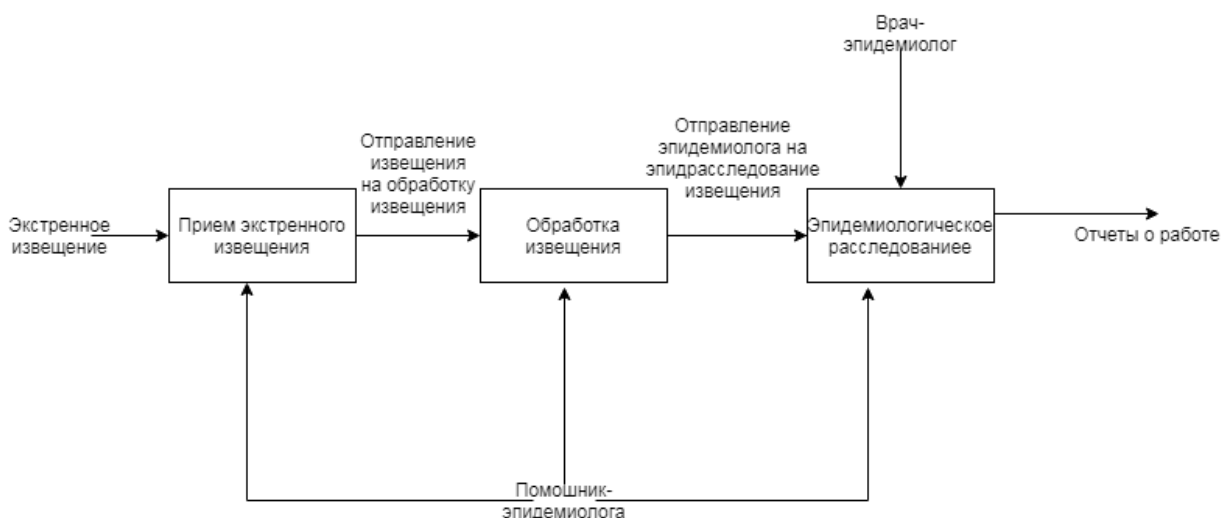 Врач-
эпидемиолог
Отправление
извещения
на обработку
извещения
Отправление
эпидемиолога на
эпидрасследование
извещения
Экстренное
извещение
Прием экстренного
извещения
Обработка
извещения
Эпидемиологическое
расследованиее
Отчеты о работе
Помошник-
эпидемиолога